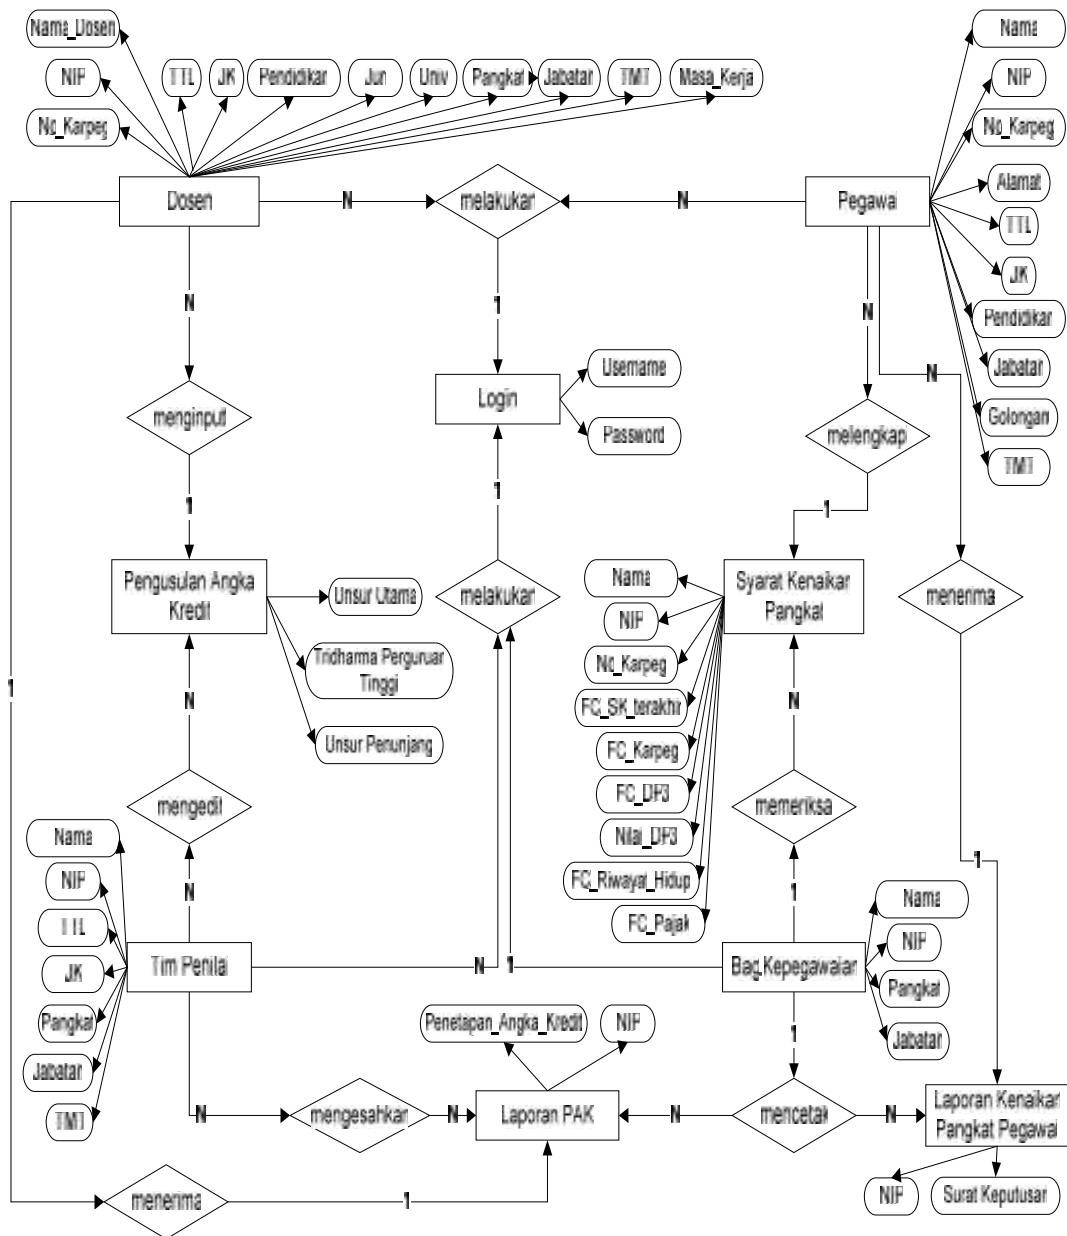 Nama_Dosen
Nama
NIP
TTL
JK
Pendidikan
Jur
Univ
Pangkat
Jabatan
TMT
Masa_Kerja
NIP
No_Karpeg
No_Karpeg
Dosen
N
melakukan
N
Pegawai
Alamat
TTL
JK
N
1
N
Pendidikan
Username
Jabatan
N
menginput
Login
Golongan
Password
melengkapi
TMT
1
1
1
Pengusulan Angka
Kredit
Unsur Utama
melakukan
Nama
Syarat Kenaikan
Pangkat
menerima
NIP
Tridharma Perguruan
Tinggi
No_Karpeg
1
N
FC_SK_terakhir
N
Unsur Penunjang
FC_Karpeg
FC_DP3
mengedit
memeriksa
Nama
Nilai_DP3
1
NIP
FC_Riwayat_Hidup
N
1
Nama
TTL
FC_Pajak
NIP
JK
Tim Penilai
N
1
Bag.Kepegawaian
Pangkat
Pangkat
Penetapan_Angka_Kredit
NIP
1
Jabatan
Jabatan
TMT
N
mengesahkan
N
Laporan PAK
N
mencetak
N
Laporan Kenaikan
Pangkat Pegawai
menerima
1
NIP
Surat Keputusan